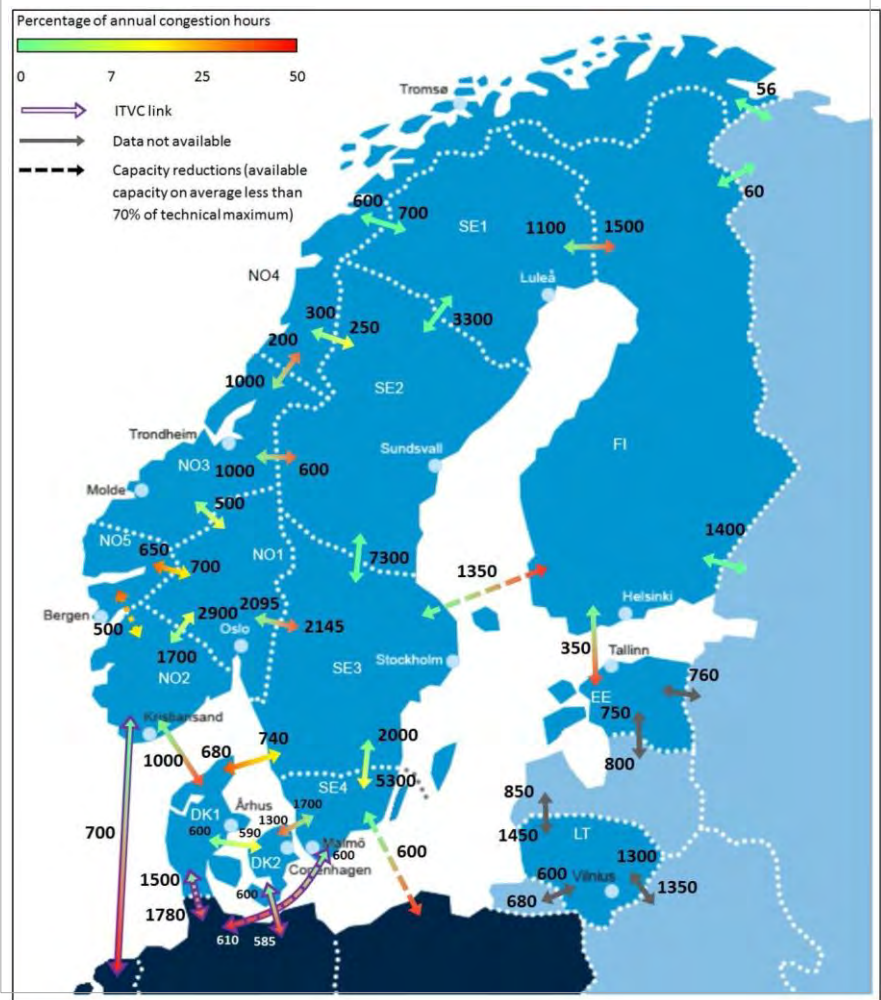 Percentage of annual congestion hours
0 7 25 50
ITVC link
Data not available
Capacity reductions (available
capacity on average less than
70% of technical maximum)
Tromsø
56
60
600
700
SE1
1100
1500
NO4
Luleå
300
250
3300
200
1000
SE2
Trondheim
Sundsvall
FI
NO3
1000
600
Molde
500
NO5
650
700
NO1
7300
1350
1400
Bergen
500
2900
2095
2145
Oslo
1700
NO2
SE3
Stockholm
Helsinki
350
Tallinn
EE
760
750
800
Kristiansand
1000
680
740
2000
SE4
5300
850
1450
LT
DK1
Århus
1700
1300
600
590
DK2
Malmö
600
Copenhagen
600
700
1500
1780
600
610
585
1300
600
Vilnius
1350
680